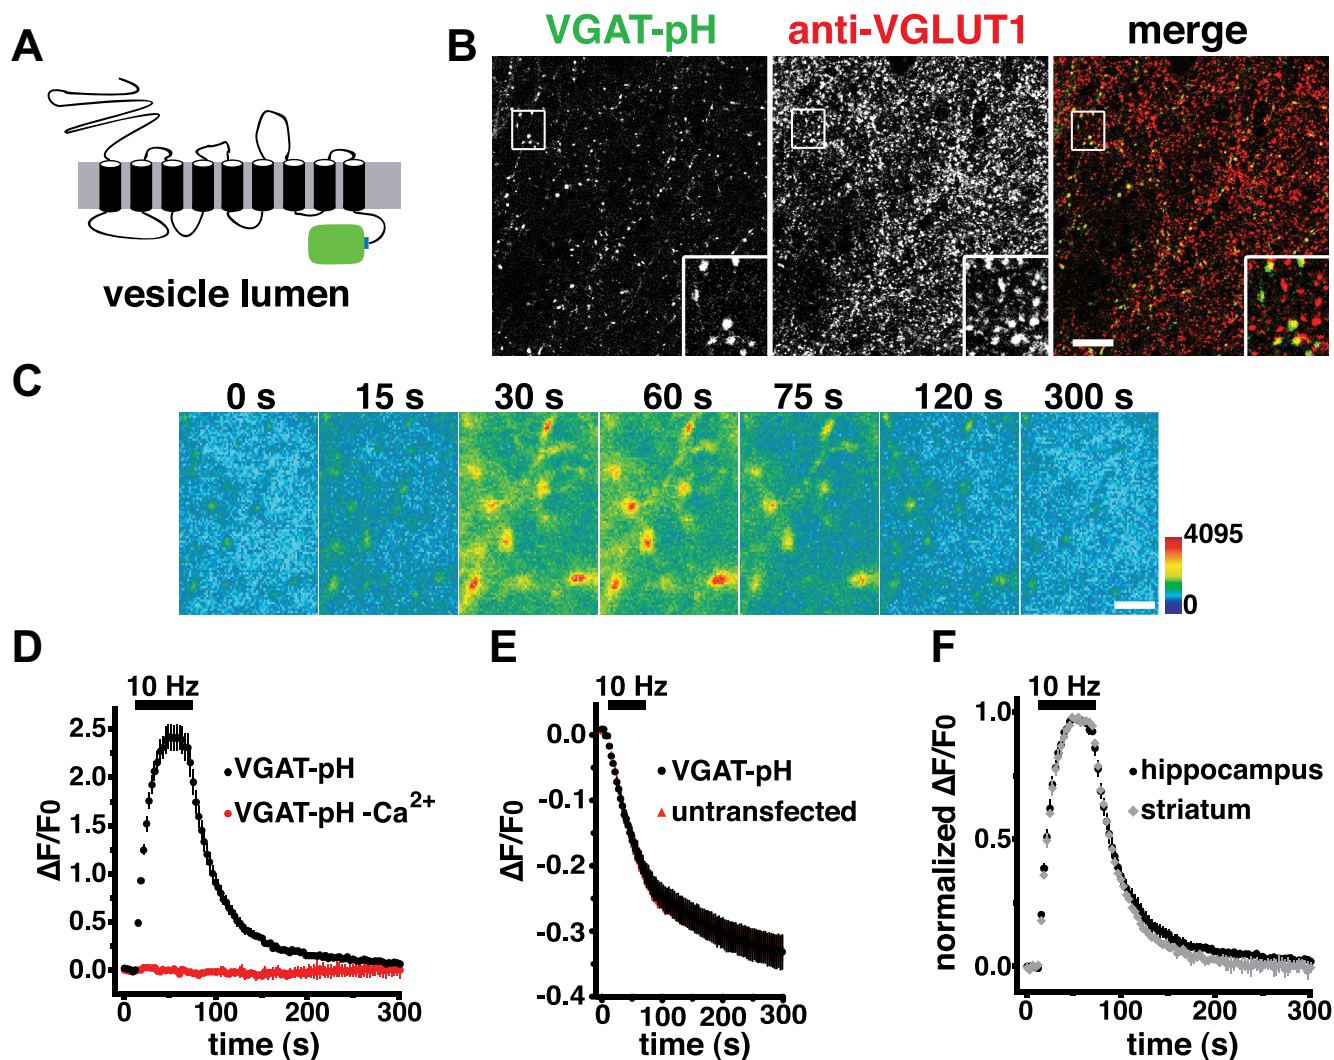 A
vesicle lumen
B
VGAT-pH anti-VGLUT1 merge
C
0 s 15 s 30 s 60 s 75 s 120 s 300 s
4095
0
D
10 Hz
2.5
2.0
1.5
1.0
0.5
0.0
ΔF/F0
VGAT-pH
VGAT-pH -Ca²⁺
0 100 200 300
time (s)
E
10 Hz
0.0
-0.1
-0.2
-0.3
-0.4
ΔF/F0
VGAT-pH
untransfected
0 100 200 300
time (s)
F
10 Hz
1.0
0.5
0.0
normalized ΔF/F0
hippocampus
striatum
0 100 200 300
time (s)